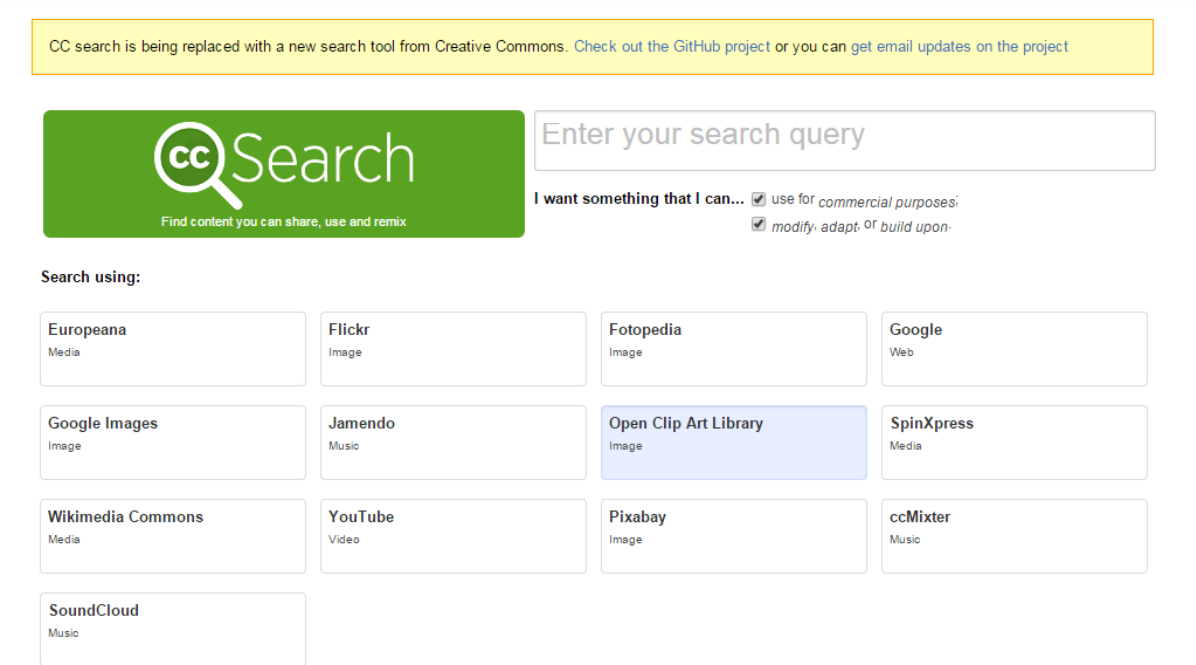 CC search is being replaced with a new search tool from Creative Commons. Check out the GitHub project or you can get email updates on the project
cc Search
Find content you can share, use and remix
Enter your search query
I want something that I can... use for commercial purposes;
modify, adapt, or build upon.
Search using:
Europeana
Media
Flickr
Image
Fotopedia
Image
Google
Web
Google Images
Image
Jamendo
Music
Open Clip Art Library
Image
SpinXpress
Media
Wikimedia Commons
Media
YouTube
Video
Pixabay
Image
ccMixter
Music
SoundCloud
Music